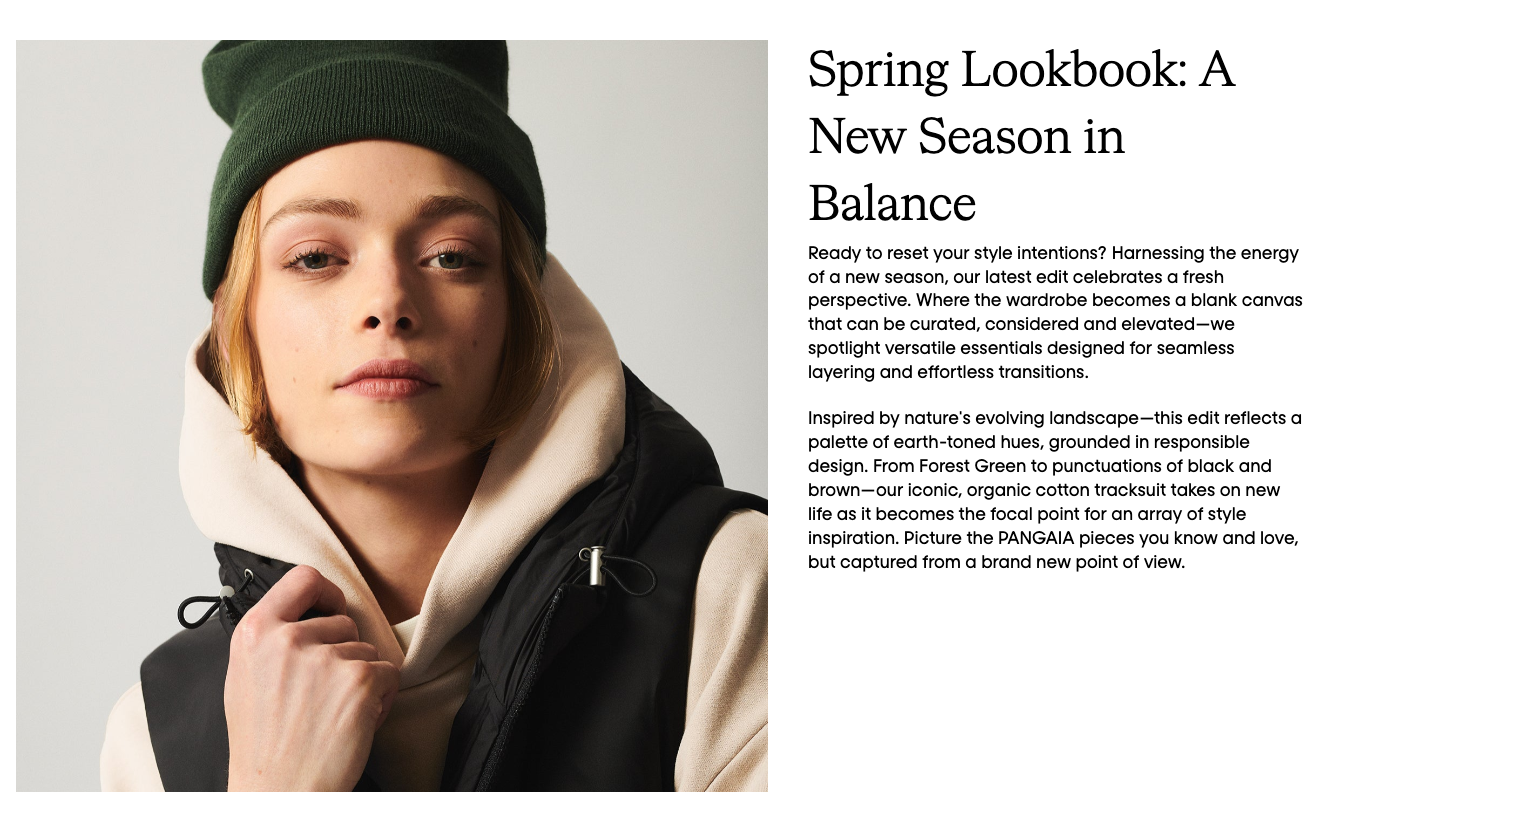 Spring Lookbook: A
New Season in
Balance
Ready to reset your style intentions? Harnessing the energy
of a new season, our latest edit celebrates a fresh
perspective. Where the wardrobe becomes a blank canvas
that can be curated, considered and elevated—we
spotlight versatile essentials designed for seamless
layering and effortless transitions.
Inspired by nature's evolving landscape—this edit reflects a
palette of earth-toned hues, grounded in responsible
design. From Forest Green to punctuations of black and
brown—our iconic, organic cotton tracksuit takes on new
life as it becomes the focal point for an array of style
inspiration. Picture the PANGAIA pieces you know and love,
but captured from a brand new point of view.